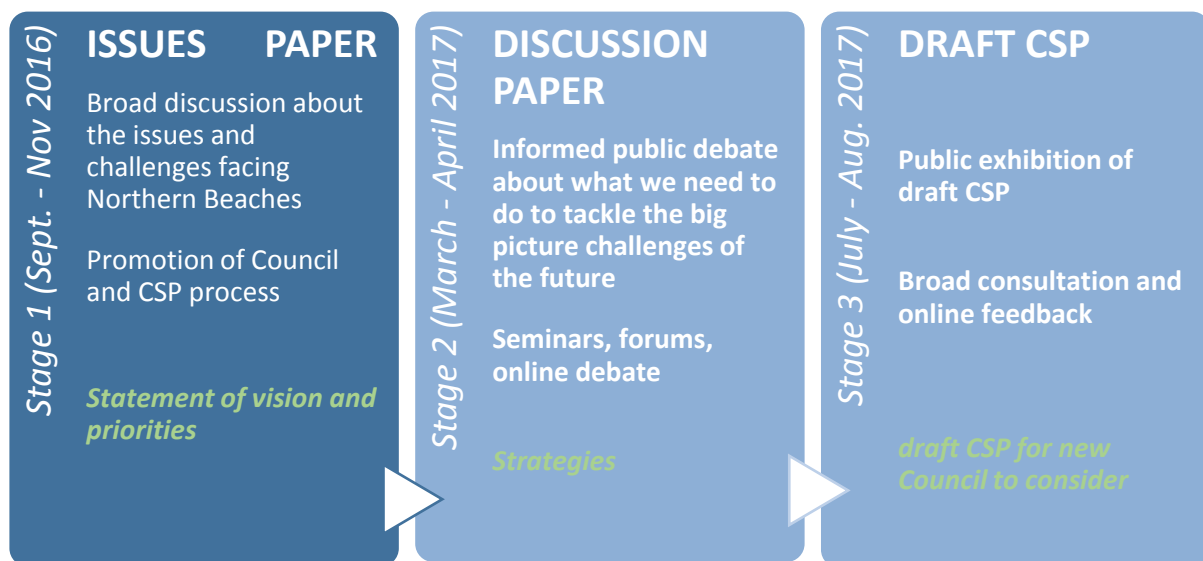 Stage 1 (Sept. - Nov 2016)
ISSUES PAPER
Broad discussion about
the issues and
challenges facing
Northern Beaches
Promotion of Council
and CSP process
Statement of vision and
priorities
Stage 2 (March - April 2017)
DISCUSSION
PAPER
Informed public debate
about what we need to
do to tackle the big
picture challenges of
the future
Seminars, forums,
online debate
Strategies
Stage 3 (July - Aug. 2017)
DRAFT CSP
Public exhibition of
draft CSP
Broad consultation and
online feedback
draft CSP for new
Council to consider